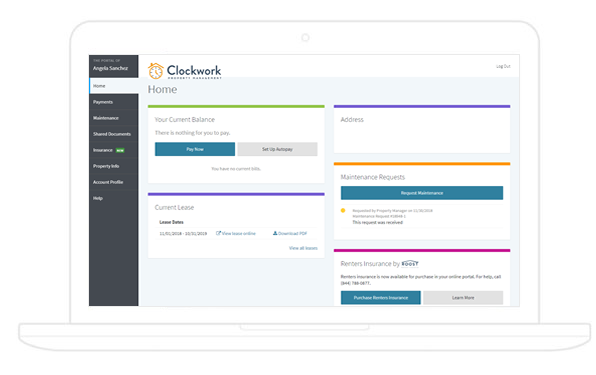 THE PORTAL OF
Angela Sanchez
Home
Payments
Maintenance
Shared Documents
Insurance NEW
Property Info
Account Profile
Help
Clockwork
PROPERTY MANAGEMENT
Log Out
Home
Your Current Balance
There is nothing for you to pay.
Pay Now
Set Up Autopay
You have no current bills.
Current Lease
Lease Dates
11/01/2018 - 10/31/2019
View lease online
Download PDF
View all leases
Address
Maintenance Requests
Request Maintenance
Requested by Property Manager on 11/30/2018
Maintenance Request
This request was received
Renters Insurance by ROOST
Renters Insurance is now available for purchase in your online portal. For help, call
(844) 788-0877.
Purchase Renters Insurance
Learn More